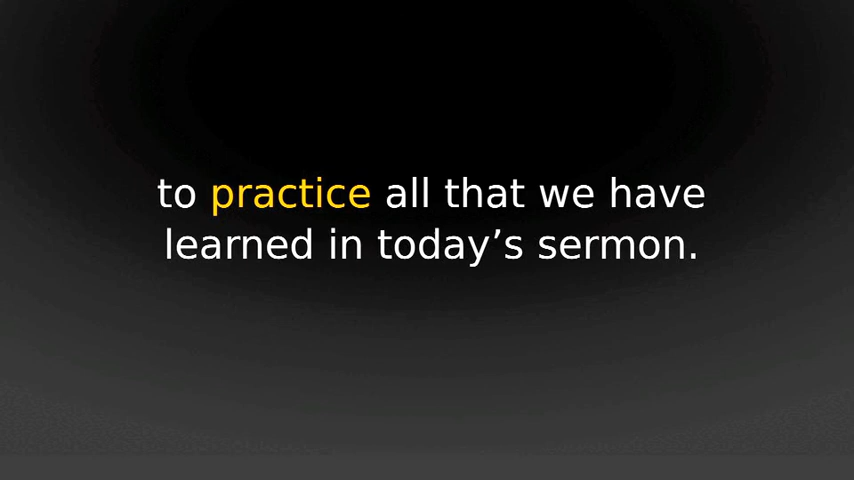 to practice all that we have
learned in today’s sermon.